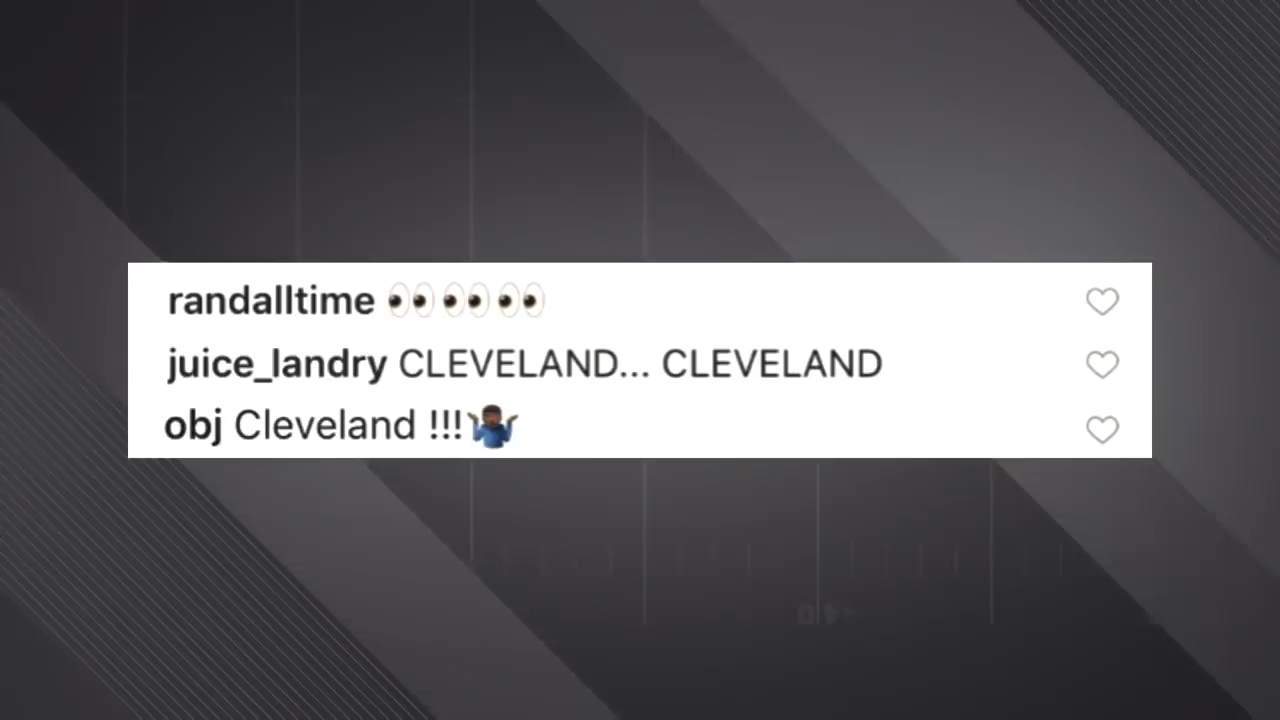 randalltime 👀👀👀
juice_landry CLEVELAND... CLEVELAND
obj Cleveland !!!🤷🏾‍♂️